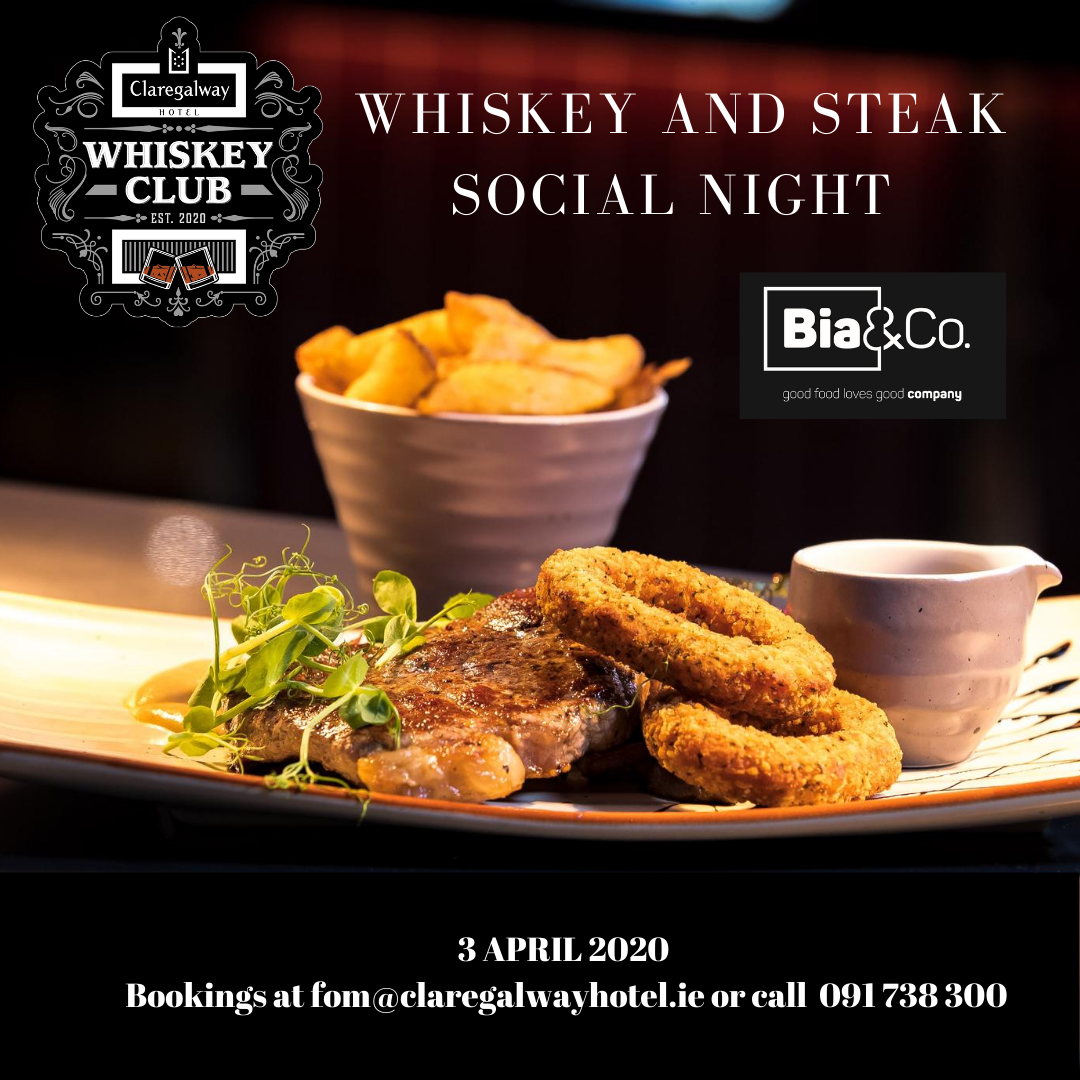 Claregalway
HOTEL
WHISKEY
CLUB
EST. 2020
WHISKEY AND STEAK
SOCIAL NIGHT
Bia&Co.
good food loves good company
3 APRIL 2020
Bookings at fom@claregalwayhotel.ie or call 091 738 300